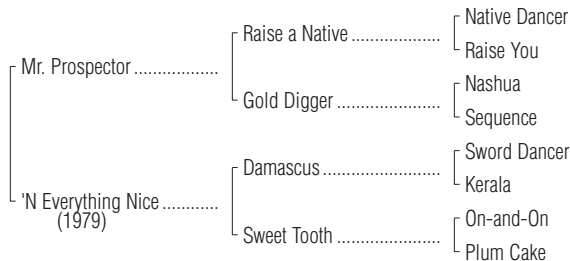 Native Dancer
Raise a Native ....................
Raise You
Mr. Prospector ...................
Nashua
Gold Digger .......................
Sequence
Sword Dancer
Damascus ..........................
Kerala
'N Everything Nice .............
(1979)
On-and-On
Sweet Tooth .......................
Plum Cake